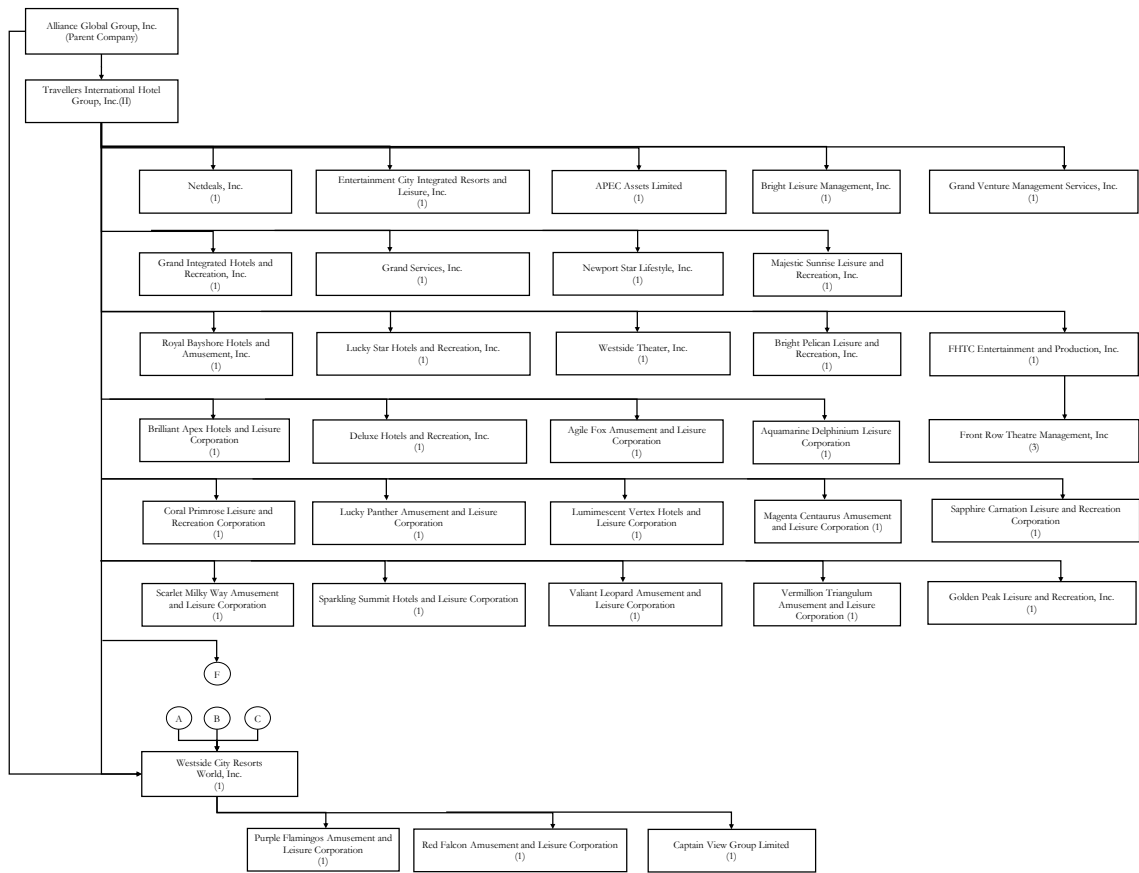 Alliance Global Group, Inc.
(Parent Company)
Travellers International Hotel
Group, Inc.(II)
Netdeals, Inc.
(1)
Entertainment City Integrated Resorts and
Leisure, Inc.
(1)
APEC Assets Limited
(1)
Bright Leisure Management, Inc.
(1)
Grand Venture Management Services, Inc.
(1)
Grand Integrated Hotels and
Recreation, Inc.
(1)
Grand Services, Inc.
(1)
Newport Star Lifestyle, Inc.
(1)
Majestic Sunrise Leisure and
Recreation, Inc.
(1)
Royal Bayshore Hotels and
Amusement, Inc.
(1)
Lucky Star Hotels and Recreation, Inc.
(1)
Westside Theater, Inc.
(1)
Bright Pelican Leisure and
Recreation, Inc.
(1)
FHTC Entertainment and Production, Inc.
(1)
Brilliant Apex Hotels and Leisure
Corporation
(1)
Deluxe Hotels and Recreation, Inc.
(1)
Agile Fox Amusement and Leisure
Corporation
(1)
Aquamarine Delphinium Leisure
Corporation
(1)
Front Row Theatre Management, Inc
(3)
Coral Primrose Leisure and
Recreation Corporation
(1)
Lucky Panther Amusement and Leisure
Corporation
(1)
Lumimescent Vertex Hotels and
Leisure Corporation
(1)
Magenta Centaurus Amusement
and Leisure Corporation (1)
Sapphire Carnation Leisure and Recreation
Corporation
(1)
Scarlet Milky Way Amusement
and Leisure Corporation
(1)
Sparkling Summit Hotels and Leisure Corporation
(1)
Valiant Leopard Amusement and
Leisure Corporation
(1)
Vermillion Triangulum
Amusement and Leisure
Corporation (1)
Golden Peak Leisure and Recreation, Inc.
(1)
F
A
B
C
Westside City Resorts
World, Inc.
(1)
Purple Flamingos Amusement and
Leisure Corporation
(1)
Red Falcon Amusement and Leisure Corporation
(1)
Captain View Group Limited
(1)